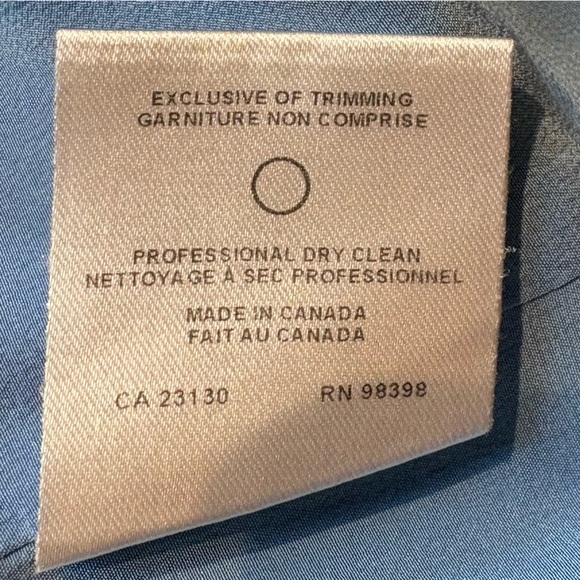 EXCLUSIVE OF TRIMMING
GARNITURE NON COMPRISE
PROFESSIONAL DRY CLEAN
NETTOYAGE À SEC PROFESSIONNEL
MADE IN CANADA
FAIT AU CANADA
CA 23130 RN 98398